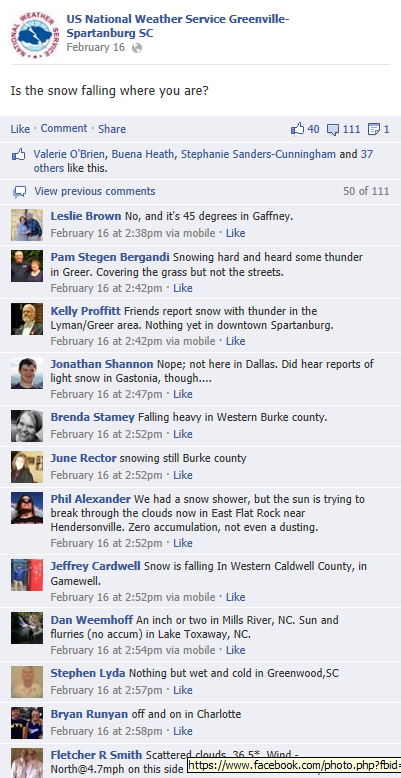 NATIONAL WEATHER SERVICE
US National Weather Service Greenville-
Spartanburg SC
February 16
Is the snow falling where you are?
Like · Comment · Share
40 111 1
Valerie O'Brien, Buena Heath, Stephanie Sanders-Cunningham and 37
others like this.
View previous comments 50 of 111
Leslie Brown No, and it's 45 degrees in Gaffney.
February 16 at 2:38pm via mobile · Like
Pam Stegen Bergandi Snowing hard and heard some thunder
in Greer. Covering the grass but not the streets.
February 16 at 2:42pm · Like
Kelly Proffitt Friends report snow with thunder in the
Lyman/Greer area. Nothing yet in downtown Spartanburg.
February 16 at 2:42pm via mobile · Like
Jonathan Shannon Nope; not here in Dallas. Did hear reports of
light snow in Gastonia, though....
February 16 at 2:47pm · Like
Brenda Stamey Falling heavy in Western Burke county.
February 16 at 2:52pm · Like
June Rector snowing still Burke county
February 16 at 2:52pm · Like
Phil Alexander We had a snow shower, but the sun is trying to
break through the clouds now in East Flat Rock near
Hendersonville. Zero accumulation, not even a dusting.
February 16 at 2:52pm · Like
Jeffrey Cardwell Snow is falling In Western Caldwell County, in
Gamewell.
February 16 at 2:52pm via mobile · Like
Dan Weemhoff An inch or two in Mills River, NC. Sun and
flurries (no accum) in Lake Toxaway, NC.
February 16 at 2:54pm via mobile · Like
Stephen Lyda Nothing but wet and cold in Greenwood,SC
February 16 at 2:57pm · Like
Bryan Runyan off and on in Charlotte
February 16 at 2:58pm · Like
Fletcher R Smith Scattered clouds, 36.5*, Wind -
North@4.7mph on this side
https://www.facebook.com/photo.php?fbid=